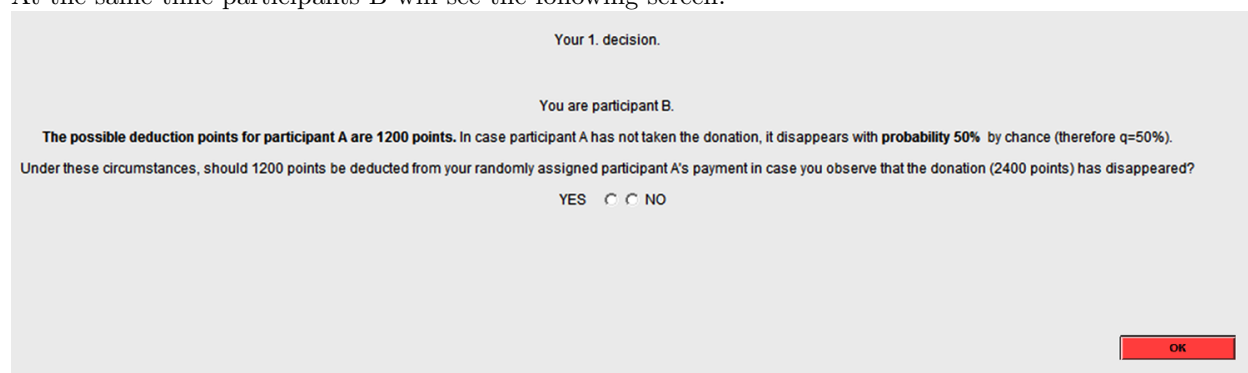 At the same time participants B will see the following screen:
Your 1. decision.
You are participant B.
The possible deduction points for participant A are 1200 points. In case participant A has not taken the donation, it disappears with probability 50% by chance (therefore q=50%).
Under these circumstances, should 1200 points be deducted from your randomly assigned participant A's payment in case you observe that the donation (2400 points) has disappeared?
YES NO
OK